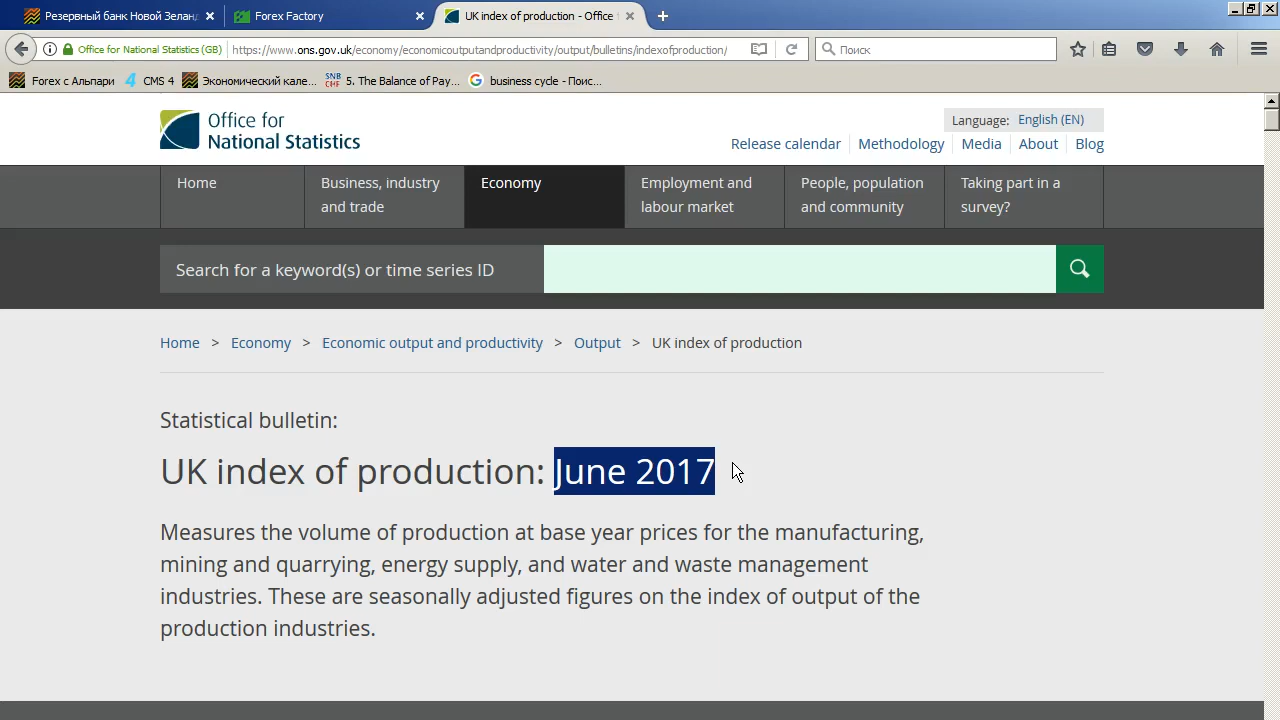 Резервный банк Новой Зеланд
Forex Factory
UK index of production - Office
Office for National Statistics (GB)
https://www.ons.gov.uk/economy/economicoutputandproductivity/output/bulletins/indexofproduction/
Поиск
Forex с Альпари
CMS 4
Экономический кале...
SNB
CHF
5. The Balance of Pay...
business cycle - Поис...
Office for
National Statistics
Language: English (EN)
Release calendar
Methodology
Media
About
Blog
Home
Business, industry
and trade
Economy
Employment and
labour market
People, population
and community
Taking part in a
survey?
Search for a keyword(s) or time series ID
Home > Economy > Economic output and productivity > Output > UK index of production
Statistical bulletin:
UK index of production: June 2017
Measures the volume of production at base year prices for the manufacturing,
mining and quarrying, energy supply, and water and waste management
industries. These are seasonally adjusted figures on the index of output of the
production industries.